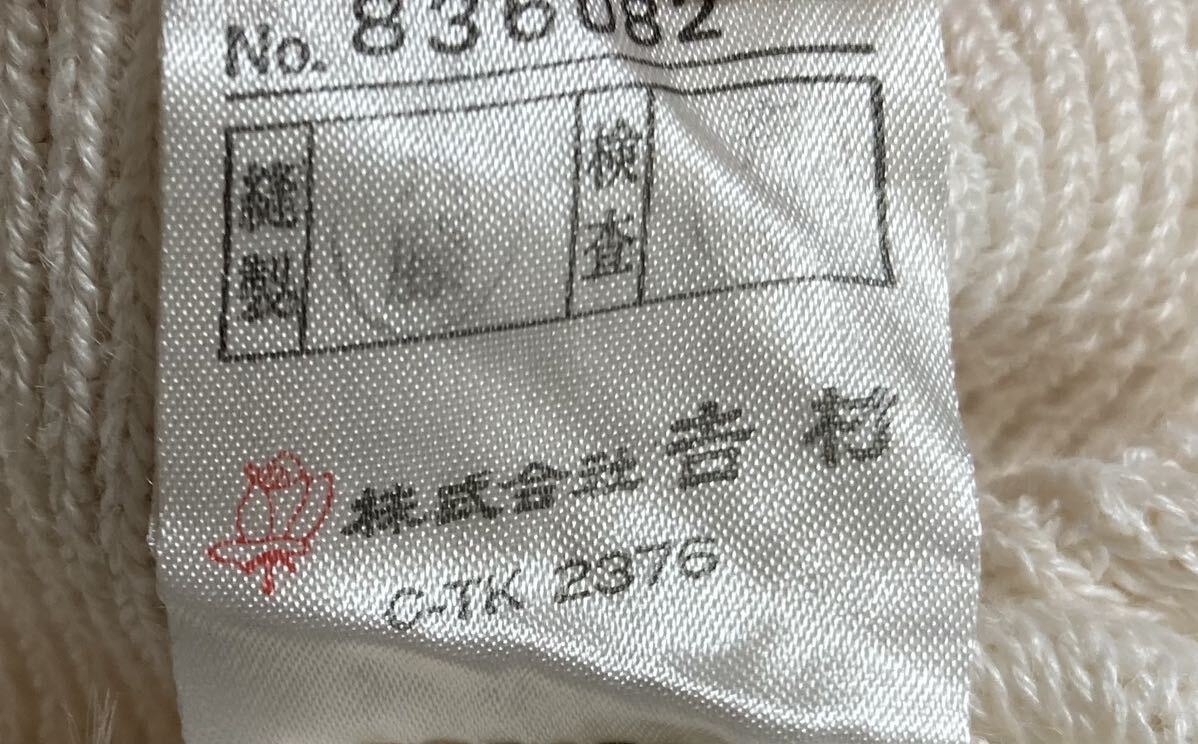 No. 836082
縫製
検査
株式会社 吉村
C-TK 2376